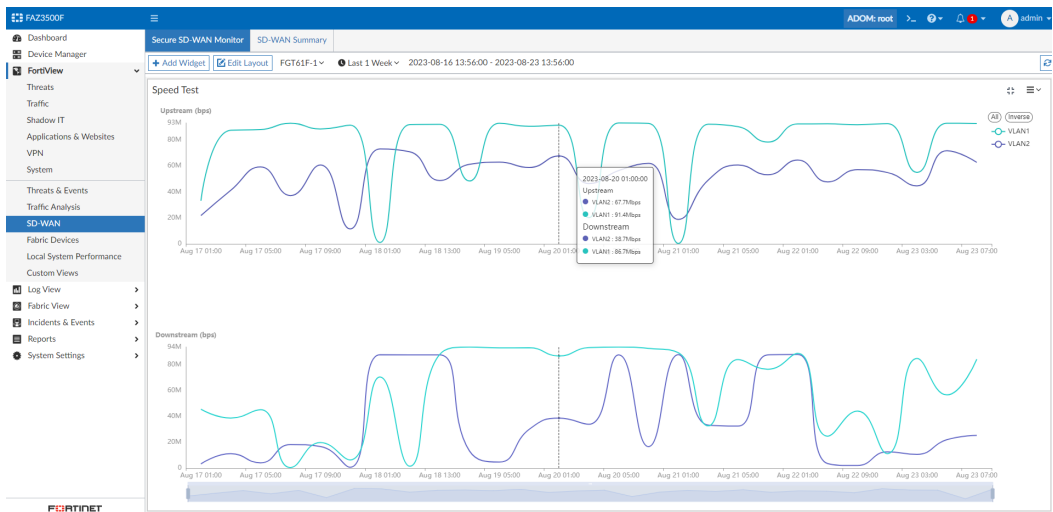 FAZ3500F
ADOM: root
>_
1
A
admin
Dashboard
Device Manager
FortiView
Threats
Traffic
Shadow IT
Applications & Websites
VPN
System
Threats & Events
Traffic Analysis
SD-WAN
Fabric Devices
Local System Performance
Custom Views
Log View
Fabric View
Incidents & Events
Reports
System Settings
FORTINET
Secure SD-WAN Monitor
SD-WAN Summary
+ Add Widget
Edit Layout
FGT61F-1
Last 1 Week
2023-08-16 13:56:00 - 2023-08-23 13:56:00
Speed Test
All
Inverse
VLAN1
VLAN2
Upstream (bps)
93M
80M
60M
40M
20M
0
Aug 17 01:00 Aug 17 05:00 Aug 17 09:00 Aug 18 01:00 Aug 18 13:00 Aug 19 05:00 Aug 20 01:0 Aug 21 01:00 Aug 21 05:00 Aug 22 01:00 Aug 22 09:00 Aug 23 03:00 Aug 23 07:00
2023-08-20 01:00:00
Upstream
VLAN2 : 67.7Mbps
VLAN1 : 91.4Mbps
Downstream
VLAN2 : 38.7Mbps
VLAN1 : 86.7Mbps
Downstream (bps)
94M
80M
60M
40M
20M
0
Aug 17 01:00 Aug 17 05:00 Aug 17 09:00 Aug 18 01:00 Aug 18 13:00 Aug 19 05:00 Aug 20 01:00 Aug 20 05:00 Aug 21 01:00 Aug 21 05:00 Aug 22 01:00 Aug 22 09:00 Aug 23 03:00 Aug 23 07:00